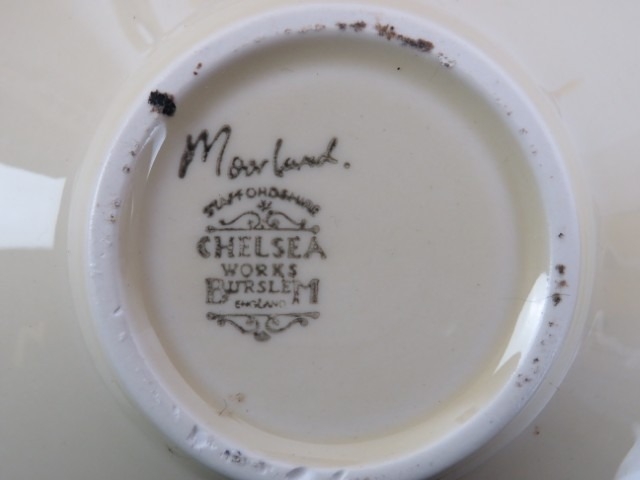 Moorland.
STAFFORDSHIRE
CHELSEA
WORKS
BURSLEM
ENGLAND